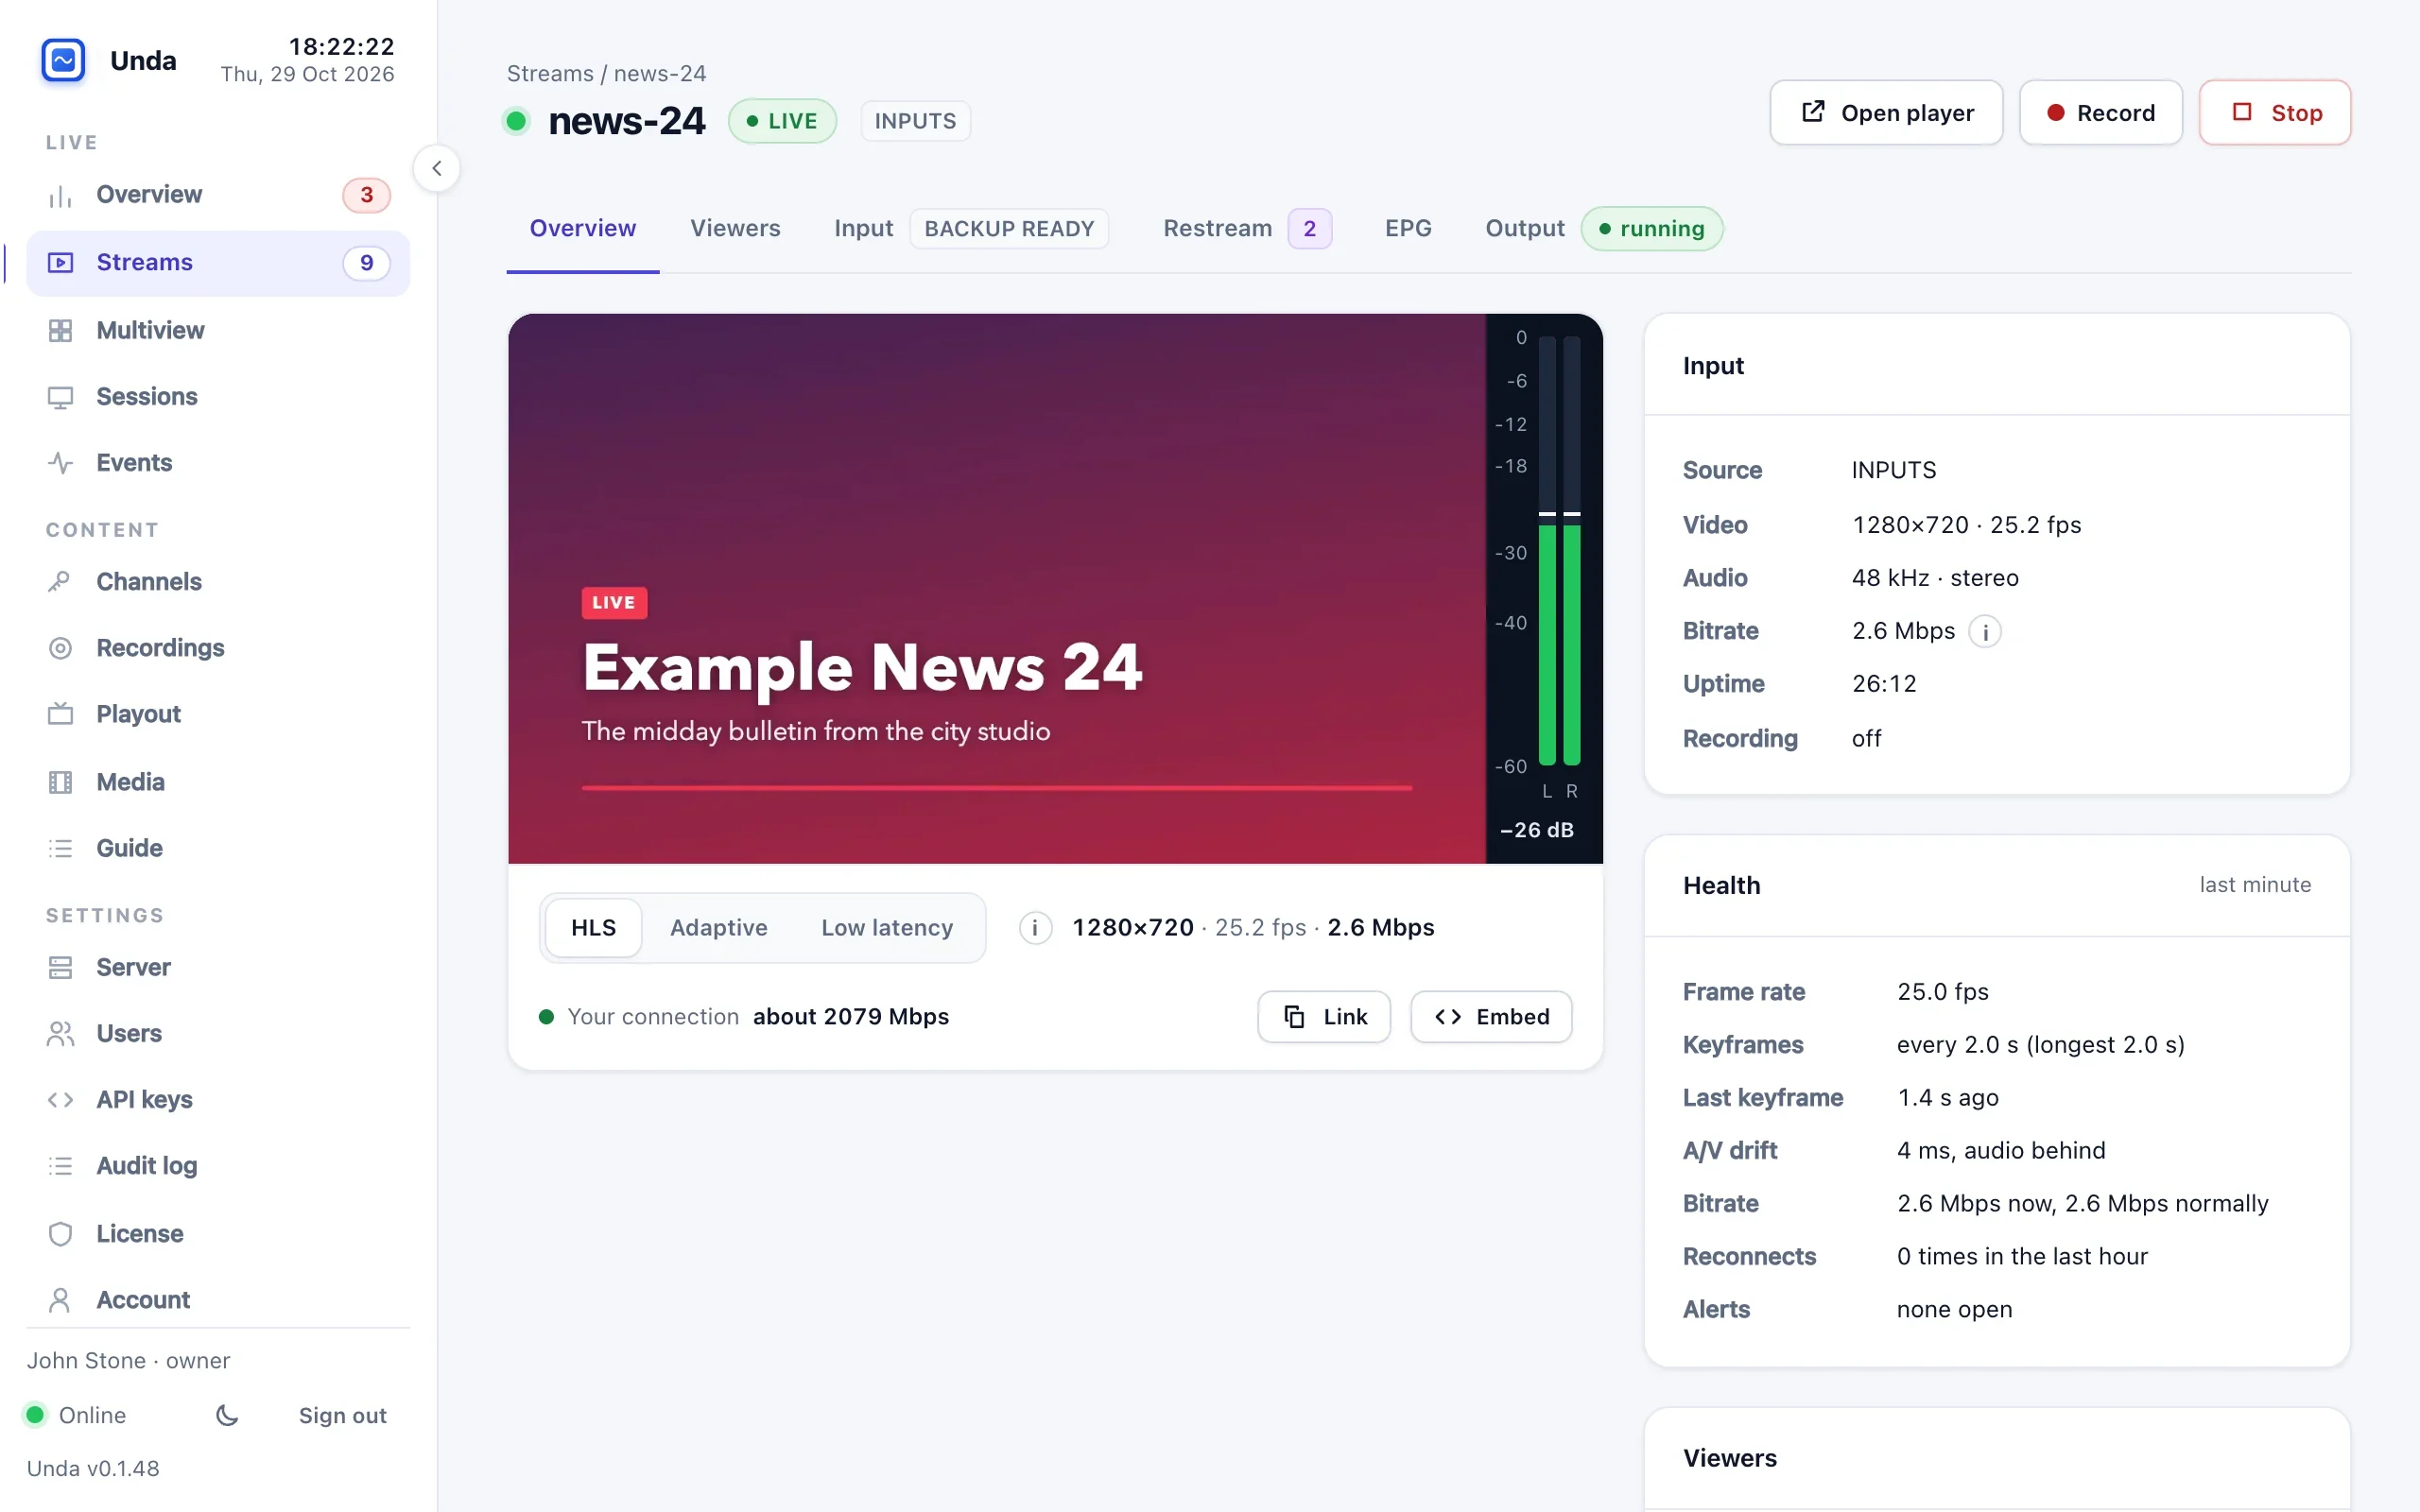 Unda
18:22:22
Thu, 29 Oct 2026
LIVE
Overview 3
Streams 9
Multiview
Sessions
Events
CONTENT
Channels
Recordings
Playout
Media
Guide
SETTINGS
Server
Users
API keys
Audit log
License
Account
John Stone · owner
Online
Sign out
Unda v0.1.48
Streams / news-24
news-24 LIVE INPUTS
Open player Record Stop
Overview Viewers Input BACKUP READY Restream 2 EPG Output running
LIVE
Example News 24
The midday bulletin from the city studio
0
-6
-12
-18
-30
-40
-60
L R
−26 dB
HLS Adaptive Low latency i 1280×720 · 25.2 fps · 2.6 Mbps
Your connection about 2079 Mbps Link Embed
Input
Source INPUTS
Video 1280×720 · 25.2 fps
Audio 48 kHz · stereo
Bitrate 2.6 Mbps i
Uptime 26:12
Recording off
Health last minute
Frame rate 25.0 fps
Keyframes every 2.0 s (longest 2.0 s)
Last keyframe 1.4 s ago
A/V drift 4 ms, audio behind
Bitrate 2.6 Mbps now, 2.6 Mbps normally
Reconnects 0 times in the last hour
Alerts none open
Viewers